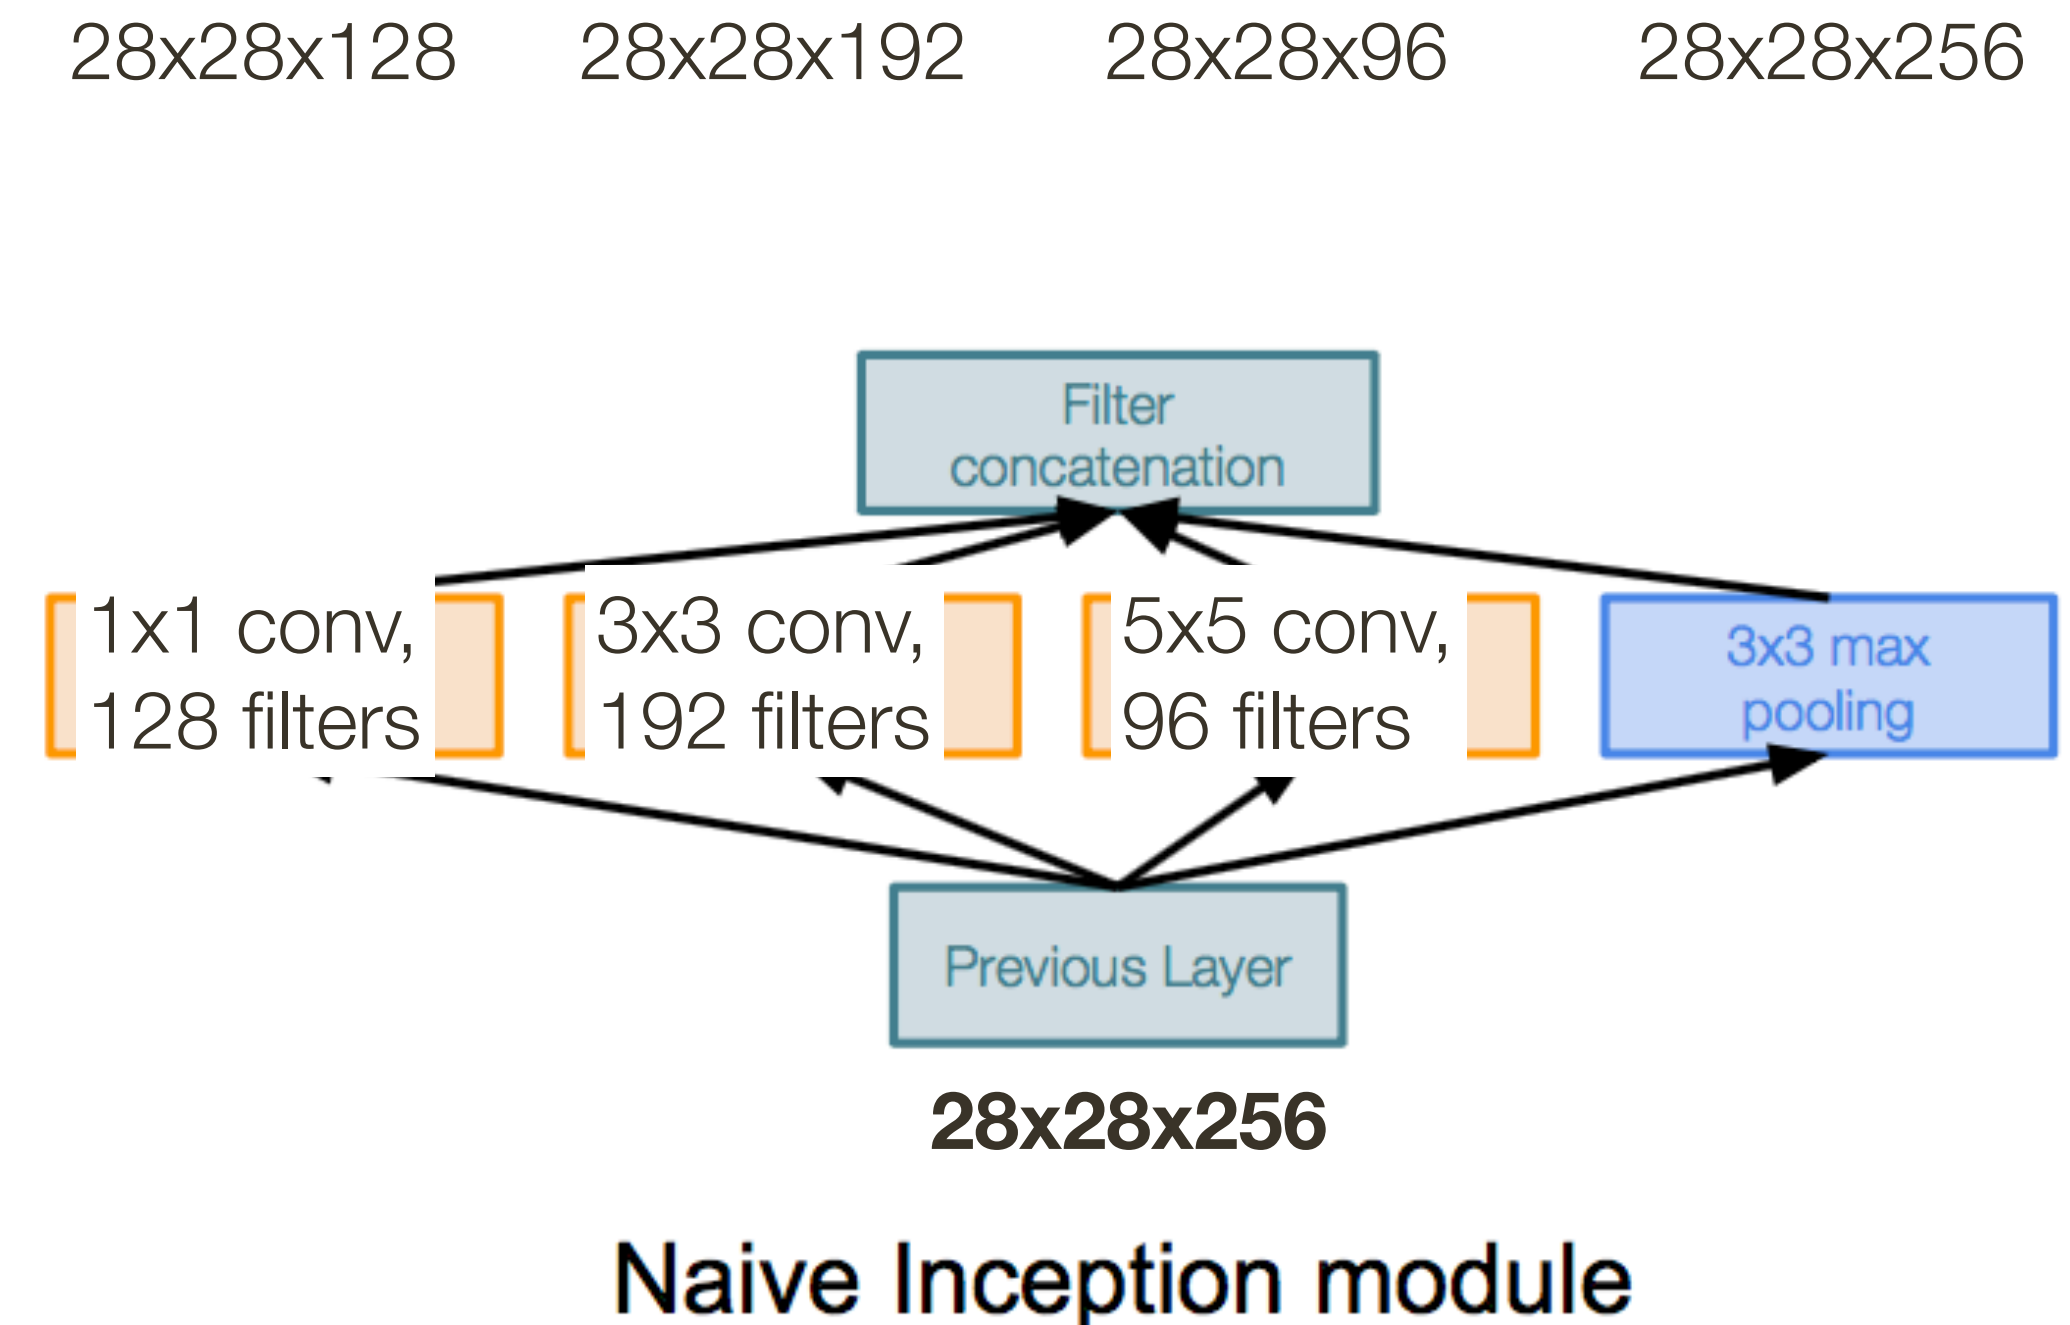 28x28x128 28x28x192 28x28x96 28x28x256
Filter
concatenation
1x1 conv,
128 filters
3x3 conv,
192 filters
5x5 conv,
96 filters
3x3 max
pooling
Previous Layer
28x28x256
Naive Inception module